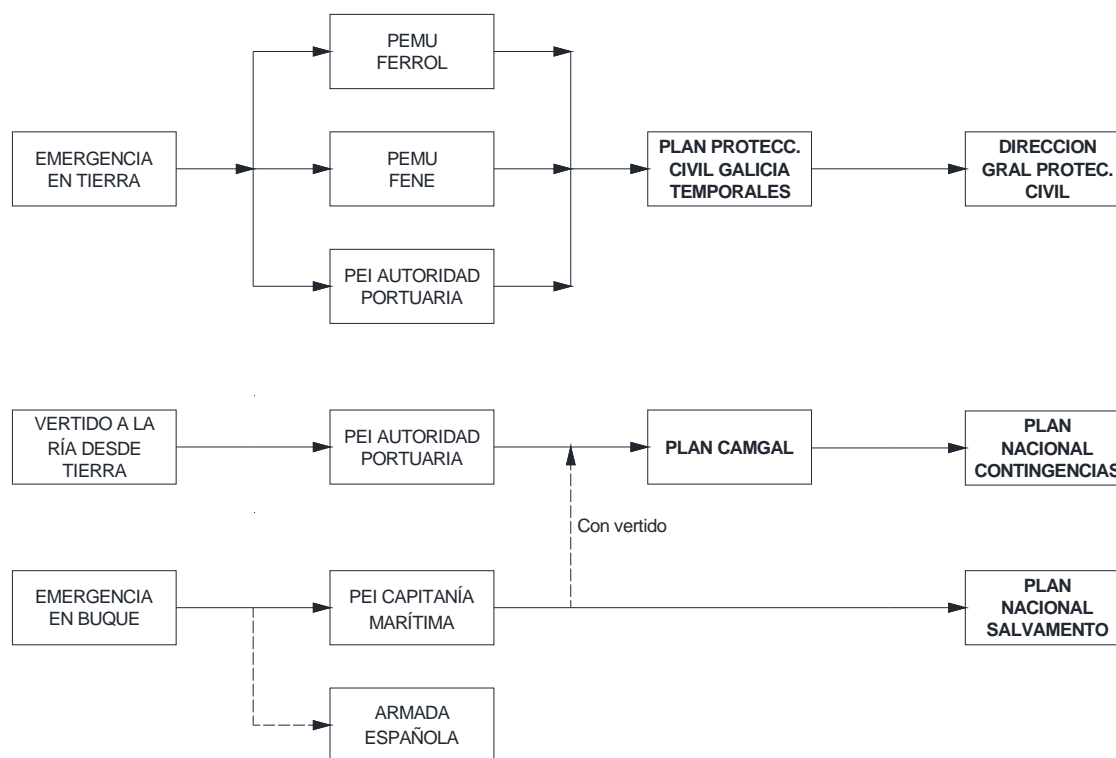 PEMU
FERROL
EMERGENCIA
EN TIERRA
PEMU
FENE
PLAN PROTECC.
CIVIL GALICIA
TEMPORALES
DIRECCION
GRAL PROTEC.
CIVIL
PEI AUTORIDAD
PORTUARIA
VERTIDO A LA
RÍA DESDE
TIERRA
PEI AUTORIDAD
PORTUARIA
PLAN CAMGAL
PLAN
NACIONAL
CONTINGENCIAS
Con vertido
EMERGENCIA
EN BUQUE
PEI CAPITANÍA
MARÍTIMA
PLAN
NACIONAL
SALVAMENTO
ARMADA
ESPAÑOLA